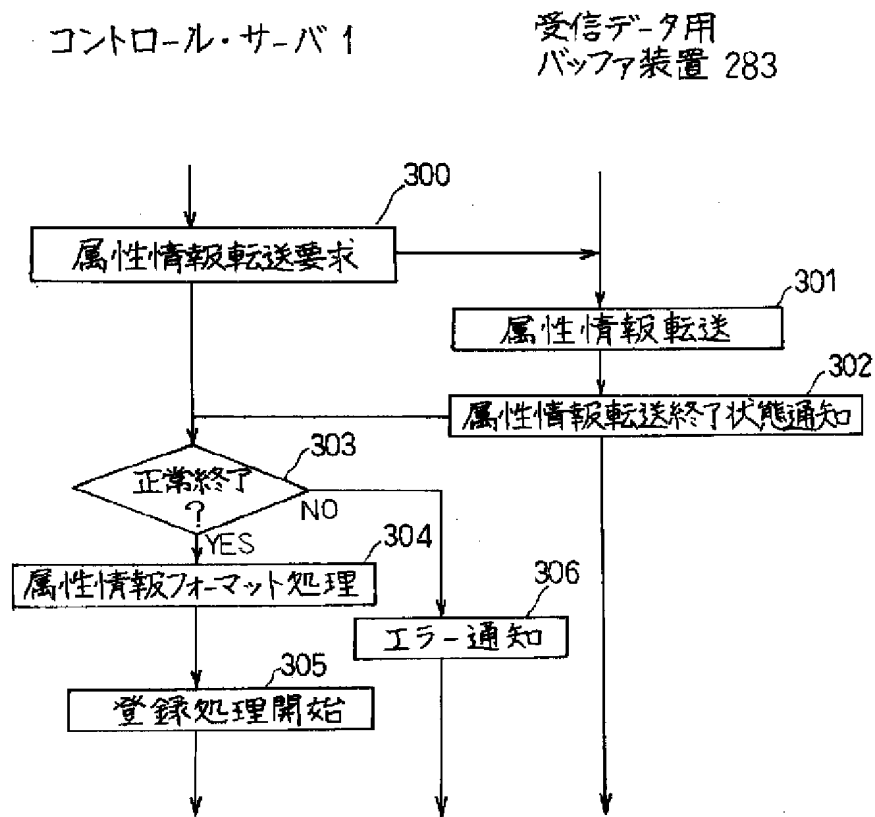 コントロール・サーバ 1
受信データ用
バッファ装置 283
300
属性情報転送要求
301
属性情報転送
302
属性情報転送終了状態通知
303
正常終了
?
NO
YES
304
属性情報フォーマット処理
306
エラー通知
305
登録処理開始